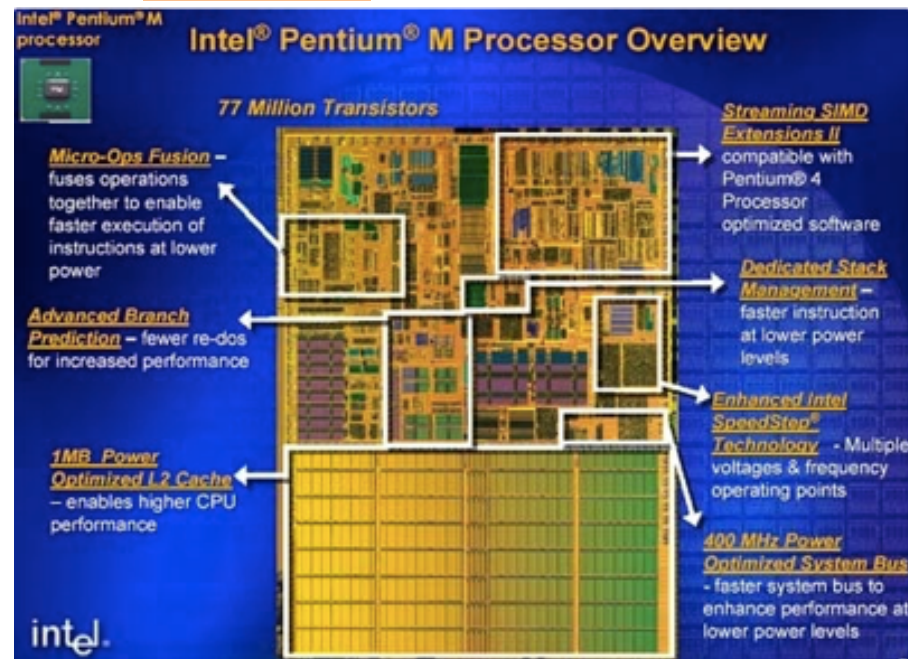 Intel® Pentium® M
processor
Intel® Pentium® M Processor Overview
77 Million Transistors
Micro-Ops Fusion –
fuses operations
together to enable
faster execution of
instructions at lower
power
Advanced Branch
Prediction – fewer re-dos
for increased performance
1MB Power
Optimized L2 Cache
– enables higher CPU
performance
Streaming SIMD
Extensions II
compatible with
Pentium® 4
Processor
optimized software
Dedicated Stack
Management –
faster instruction
at lower power
levels
Enhanced Intel
SpeedStep®
Technology - Multiple
voltages & frequency
operating points
400 MHz Power
Optimized System Bus
- faster system bus to
enhance performance at
lower power levels
intel.